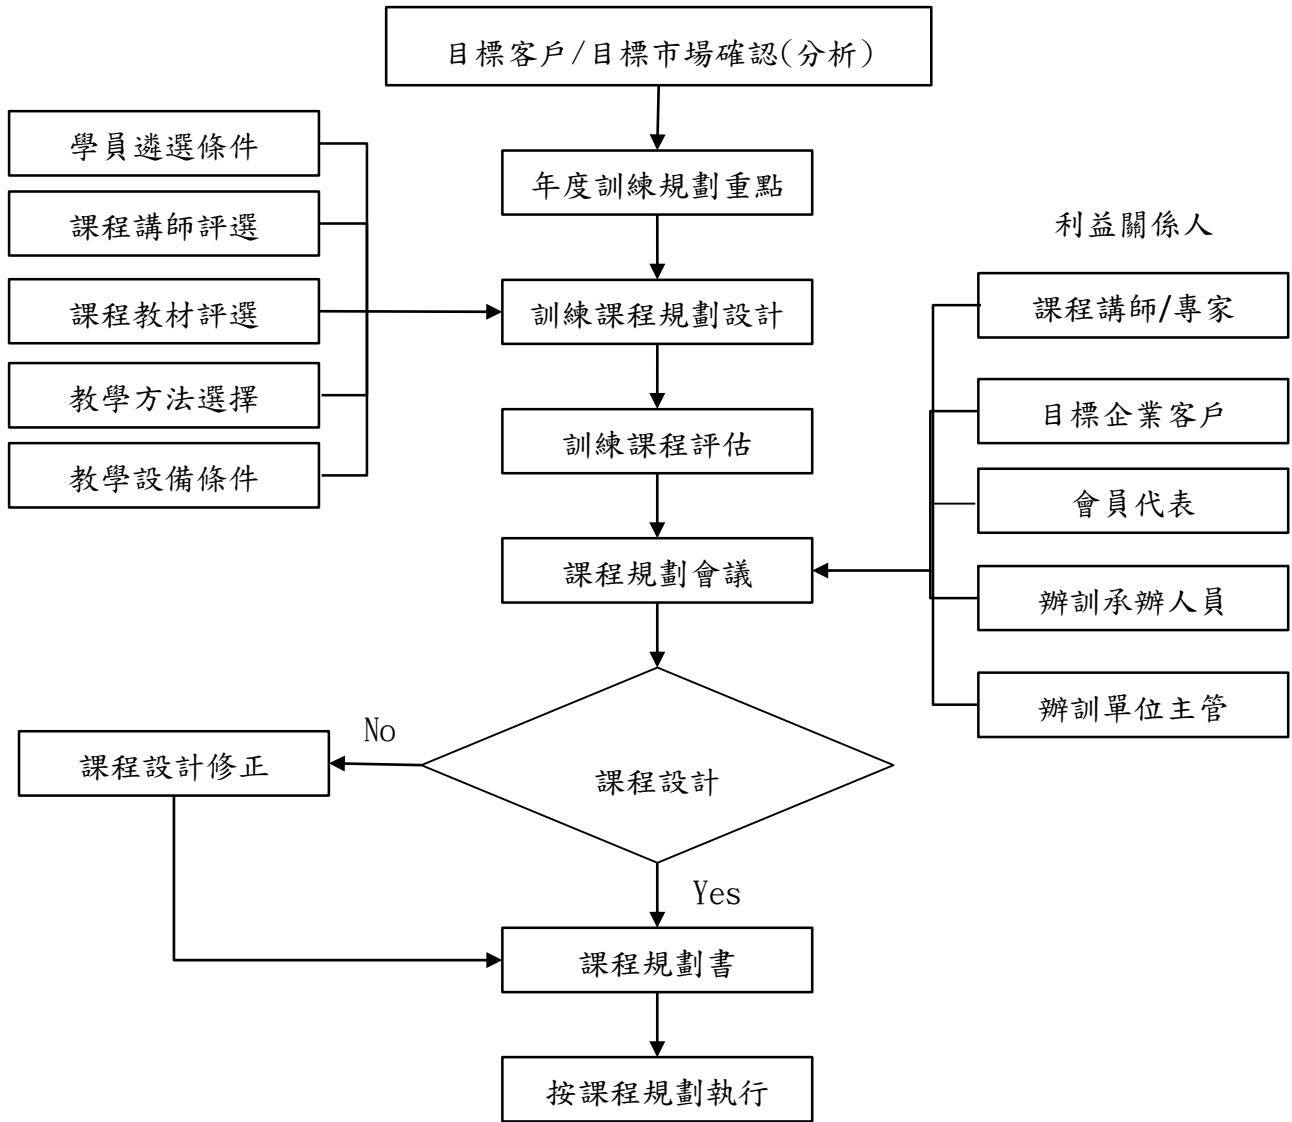 目標客戶/目標市場確認(分析)
學員遴選條件
年度訓練規劃重點
課程講師評選
利益關係人
課程教材評選
訓練課程規劃設計
課程講師/專家
教學方法選擇
目標企業客戶
訓練課程評估
教學設備條件
會員代表
課程規劃會議
辦訓承辦人員
辦訓單位主管
No
課程設計修正
課程設計
Yes
課程規劃書
按課程規劃執行